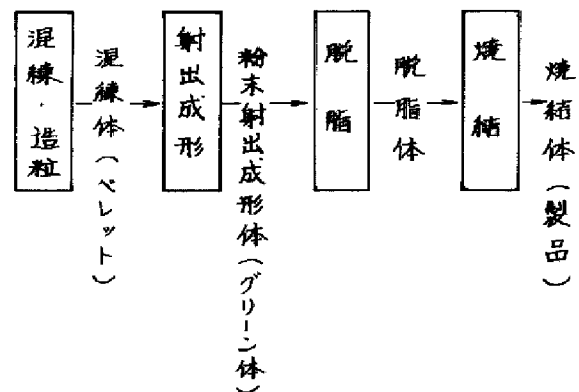 混練・造粒
混練体(ペレット)
射出成形
粉末射出成形体(グリーン体)
脱脂
脱脂体
焼結
焼結体(製品)